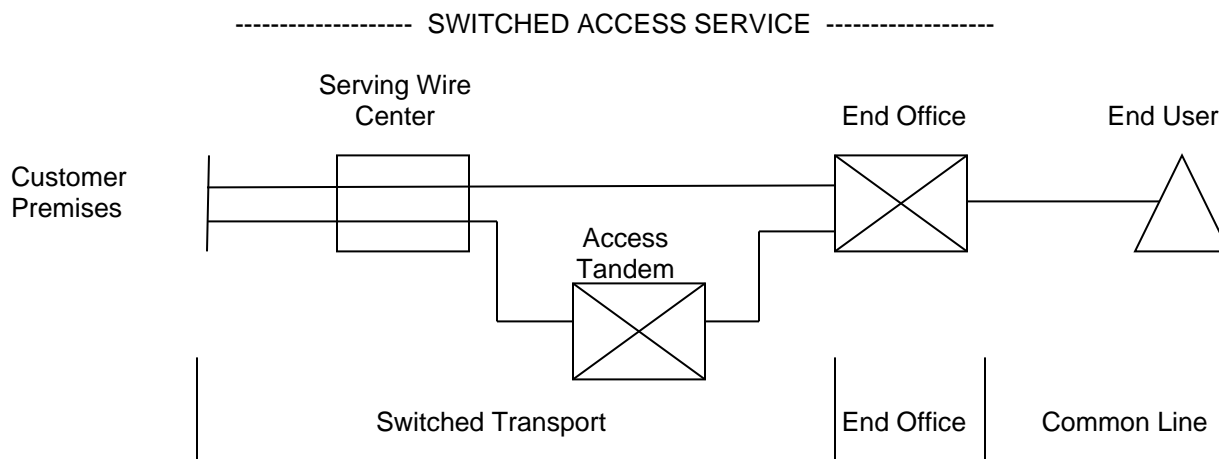 ------------------- SWITCHED ACCESS SERVICE ------------------
Serving Wire
Center
End Office
End User
Customer
Premises
Access
Tandem
Switched Transport
End Office
Common Line